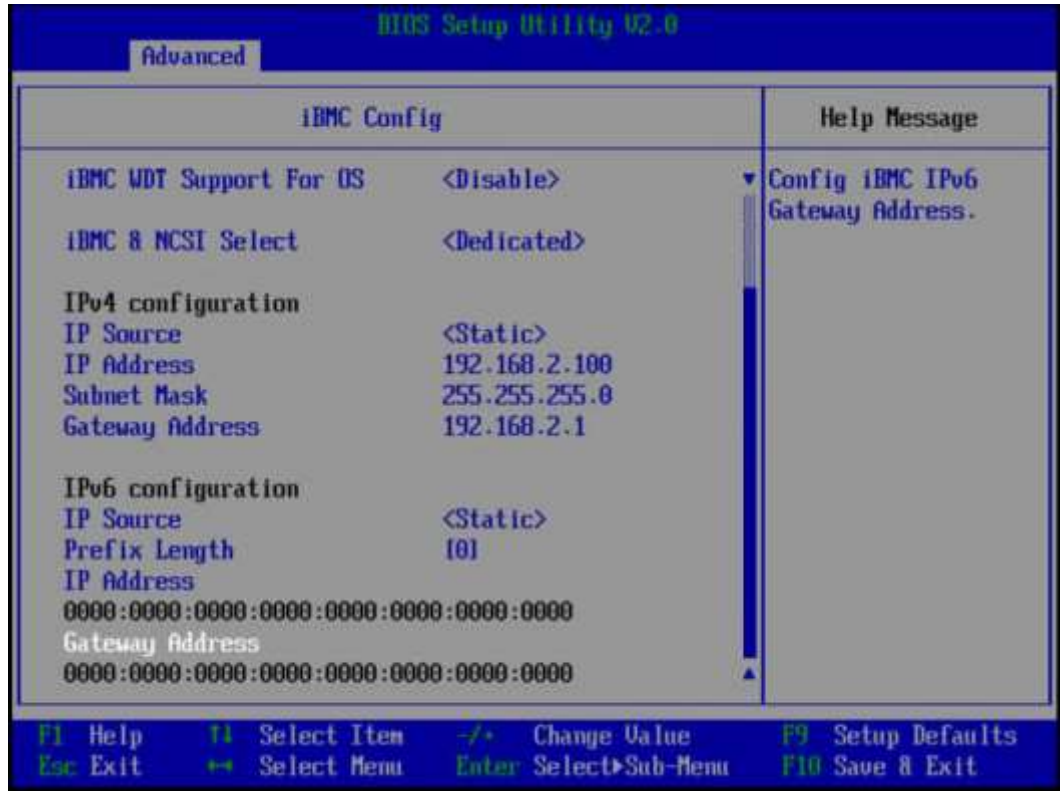 BIOS Setup Utility V2.0
Advanced
iBMC Config
Help Message
iBMC WDT Support For OS <Disable>
Config iBMC IPv6
Gateway Address.
iBMC & NCSI Select <Dedicated>
IPv4 configuration
IP Source <Static>
IP Address 192.168.2.100
Subnet Mask 255.255.255.0
Gateway Address 192.168.2.1
IPv6 configuration
IP Source <Static>
Prefix Length [0]
IP Address
0000:0000:0000:0000:0000:0000:0000:0000
Gateway Address
0000:0000:0000:0000:0000:0000:0000:0000
F1 Help ↑↓ Select Item -/+ Change Value F9 Setup Defaults
Esc Exit ←→ Select Menu Enter Select▶Sub-Menu F10 Save & Exit